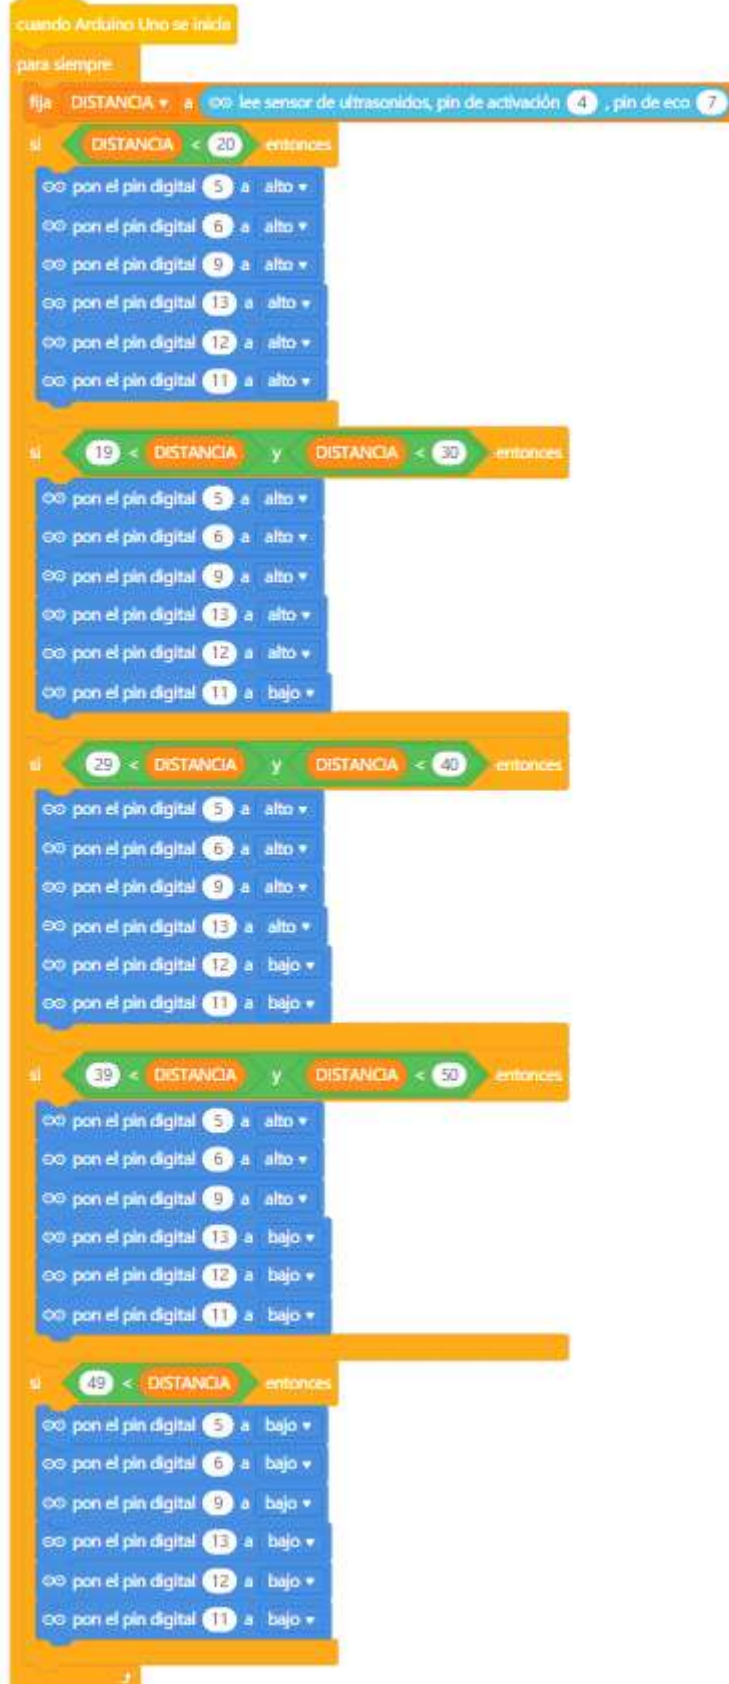 cuando Arduino Uno se inicia
para siempre
fija DISTANCIA a lee sensor de ultrasonidos, pin de activación 4 , pin de eco 7
si DISTANCIA < 20 entonces
pon el pin digital 5 a alto
pon el pin digital 6 a alto
pon el pin digital 9 a alto
pon el pin digital 13 a alto
pon el pin digital 12 a alto
pon el pin digital 11 a alto
si 19 < DISTANCIA y DISTANCIA < 30 entonces
pon el pin digital 5 a alto
pon el pin digital 6 a alto
pon el pin digital 9 a alto
pon el pin digital 13 a alto
pon el pin digital 12 a alto
pon el pin digital 11 a bajo
si 29 < DISTANCIA y DISTANCIA < 40 entonces
pon el pin digital 5 a alto
pon el pin digital 6 a alto
pon el pin digital 9 a alto
pon el pin digital 13 a alto
pon el pin digital 12 a bajo
pon el pin digital 11 a bajo
si 39 < DISTANCIA y DISTANCIA < 50 entonces
pon el pin digital 5 a alto
pon el pin digital 6 a alto
pon el pin digital 9 a alto
pon el pin digital 13 a bajo
pon el pin digital 12 a bajo
pon el pin digital 11 a bajo
si 49 < DISTANCIA entonces
pon el pin digital 5 a bajo
pon el pin digital 6 a bajo
pon el pin digital 9 a bajo
pon el pin digital 13 a bajo
pon el pin digital 12 a bajo
pon el pin digital 11 a bajo